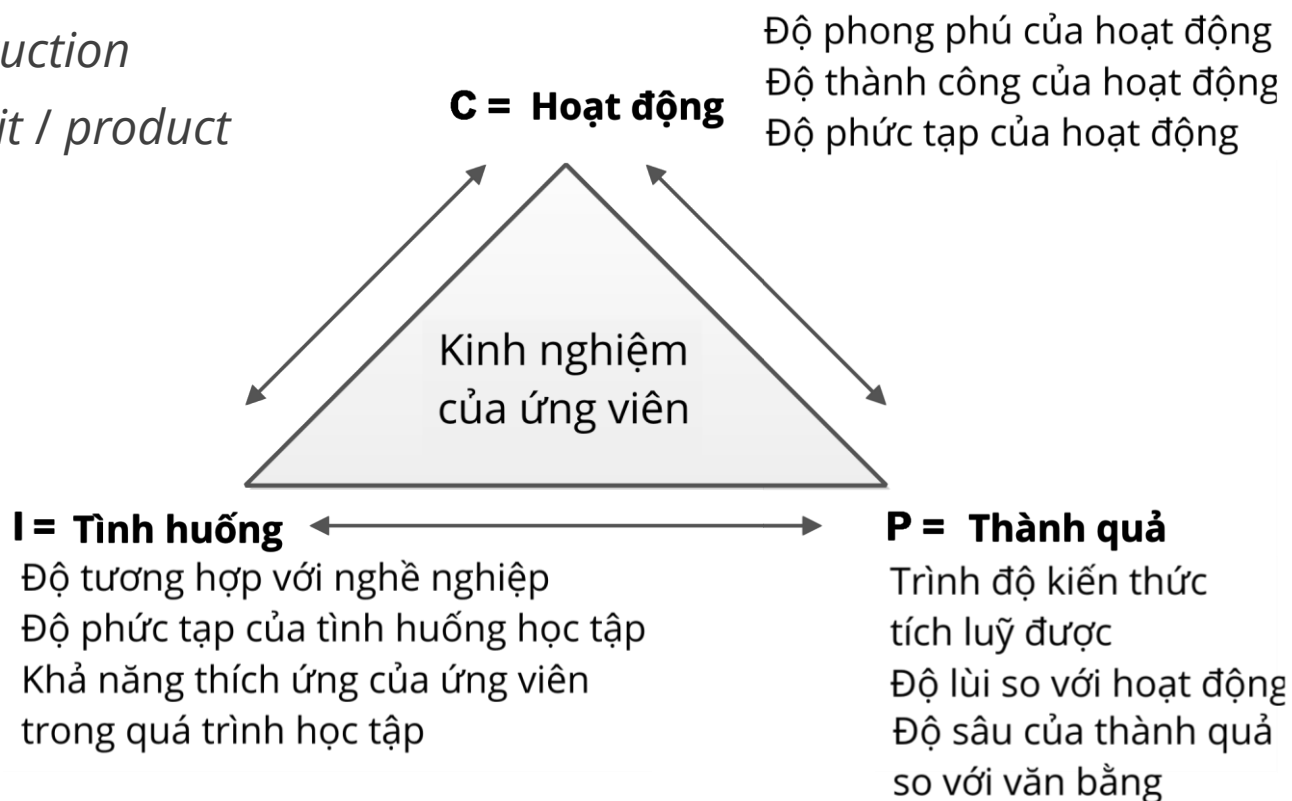 uction
it / product
C = Hoạt động
Độ phong phú của hoạt động
Độ thành công của hoạt động
Độ phức tạp của hoạt động
Kinh nghiệm
của ứng viên
I = Tình huống
Độ tương hợp với nghề nghiệp
Độ phức tạp của tình huống học tập
Khả năng thích ứng của ứng viên
trong quá trình học tập
P = Thành quả
Trình độ kiến thức
tích luỹ được
Độ lùi so với hoạt động
Độ sâu của thành quả
so với văn bằng